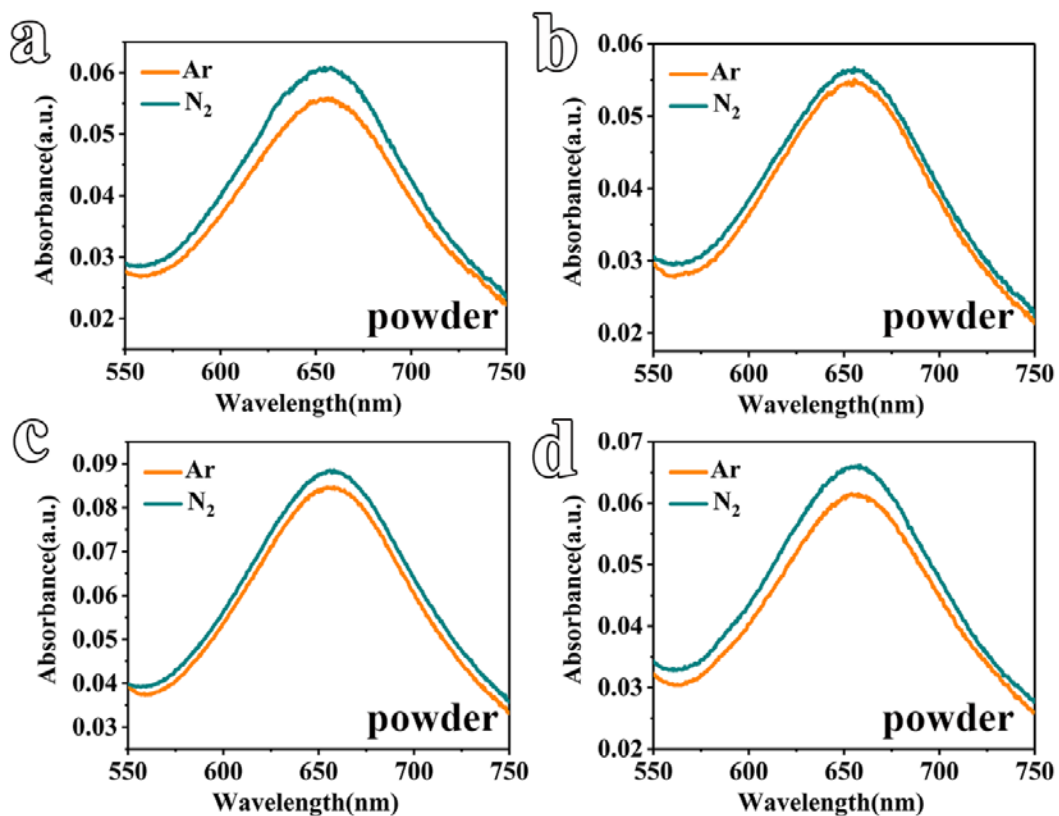 a
Ar
N₂
Absorbance(a.u.)
0.06
0.05
0.04
0.03
0.02
powder
550 600 650 700 750
Wavelength(nm)
b
Ar
N₂
Absorbance(a.u.)
0.06
0.05
0.04
0.03
0.02
powder
550 600 650 700 750
Wavelength(nm)
c
Ar
N₂
Absorbance(a.u.)
0.09
0.08
0.07
0.06
0.05
0.04
0.03
powder
550 600 650 700 750
Wavelength(nm)
d
Ar
N₂
Absorbance(a.u.)
0.07
0.06
0.05
0.04
0.03
0.02
powder
550 600 650 700 750
Wavelength(nm)